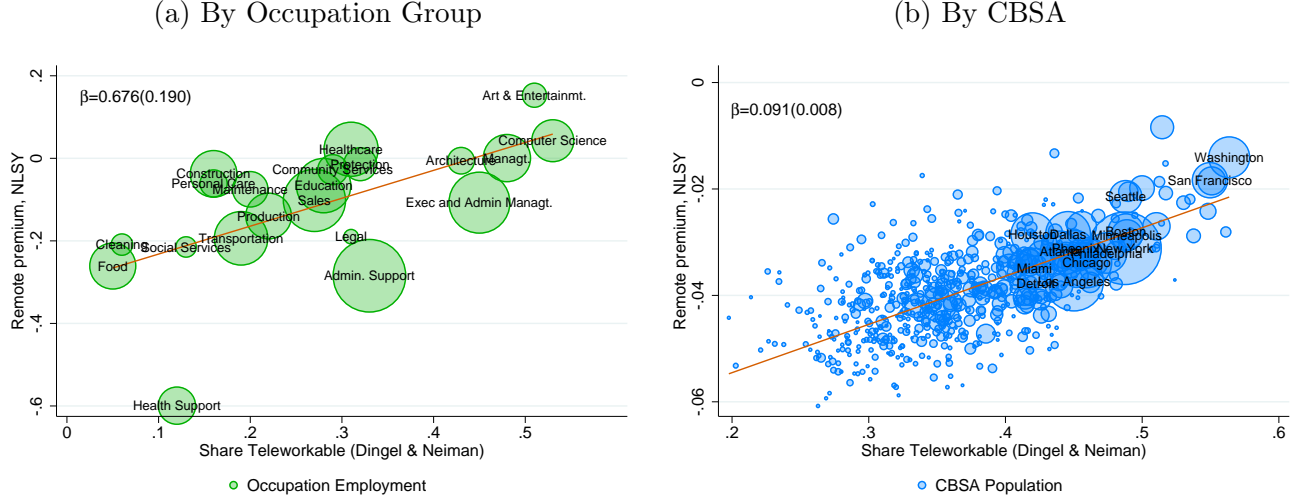 (a) By Occupation Group
(b) By CBSA
.2
0
-.2
-.4
-.6
Remote premium, NLSY
β=0.676(0.190)
Art & Entertainmt.
Computer Science
Healthcare
Protection
Architecture
Managt.
Construction
Community Services
Personal Care
Maintenance
Education
Sales
Exec and Admin Managt.
Production
Transportation
Legal
Cleaning
Social Services
Food
Admin. Support
Health Support
0 .1 .2 .3 .4 .5
Share Teleworkable (Dingel & Neiman)
Occupation Employment
0
-.02
-.04
-.06
Remote premium, NLSY
β=0.091(0.008)
Washington
San Francisco
Seattle
Boston
Houston
Dallas
Minneapolis
Atlanta
New York
Philadelphia
Chicago
Miami
Detroit
Los Angeles
.2 .3 .4 .5 .6
Share Teleworkable (Dingel & Neiman)
CBSA Population